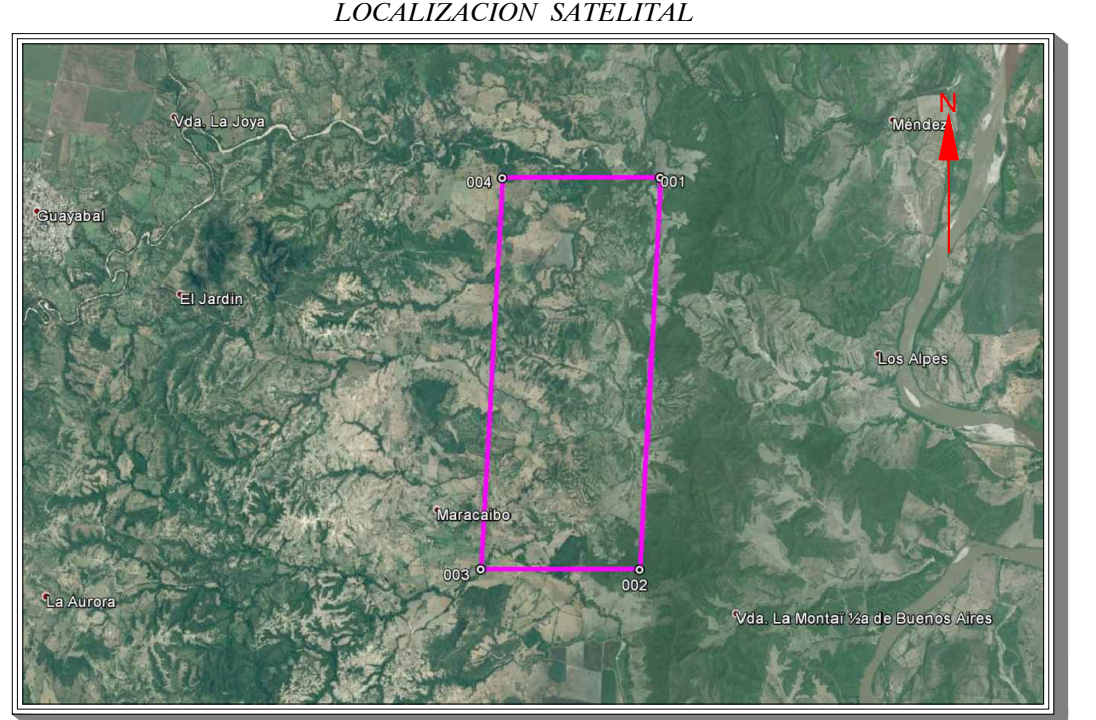 LOCALIZACION SATELITAL
N
Vda. La Joya
Méndez
004
001
Guayabal
El Jardin
Los Alpes
Maracaibo
003
002
La Aurora
Vda. La Montaï ½a de Buenos Aires